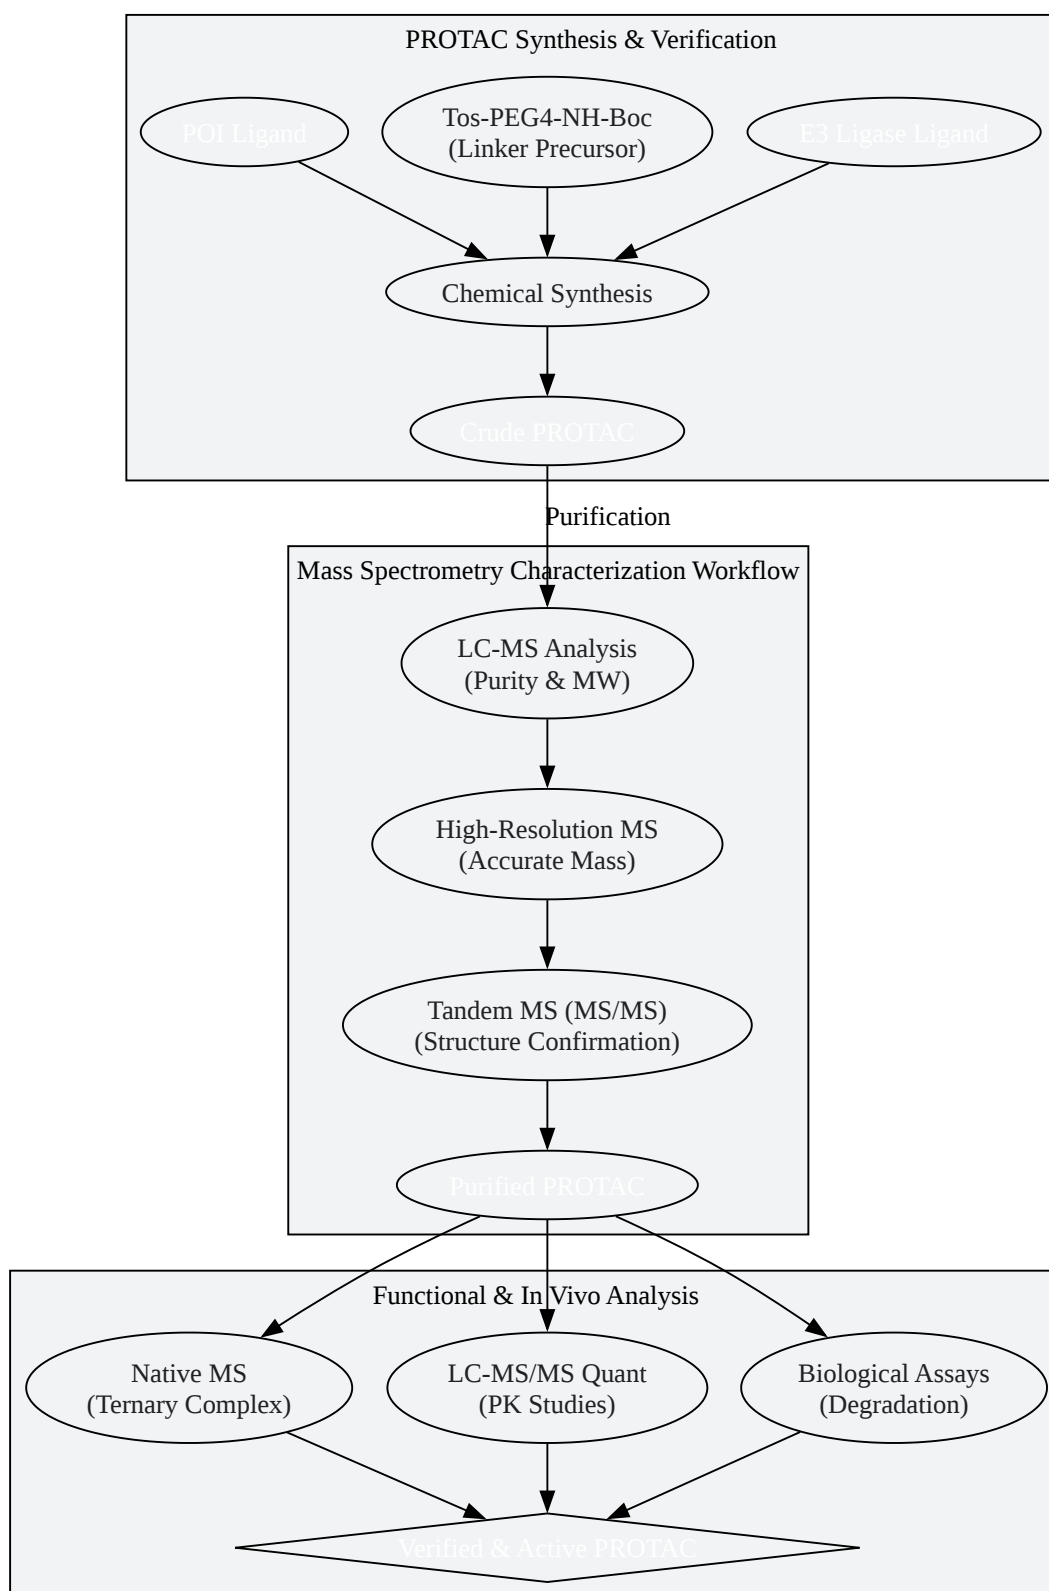 PROTAC Synthesis & Verification
POI Ligand
Tos-PEG4-NH-Boc
(Linker Precursor)
E3 Ligase Ligand
Chemical Synthesis
Crude PROTAC
Purification
Mass Spectrometry Characterization Workflow
LC-MS Analysis
(Purity & MW)
High-Resolution MS
(Accurate Mass)
Tandem MS (MS/MS)
(Structure Confirmation)
Purified PROTAC
Functional & In Vivo Analysis
Native MS
(Ternary Complex)
LC-MS/MS Quant
(PK Studies)
Biological Assays
(Degradation)
Verified & Active PROTAC